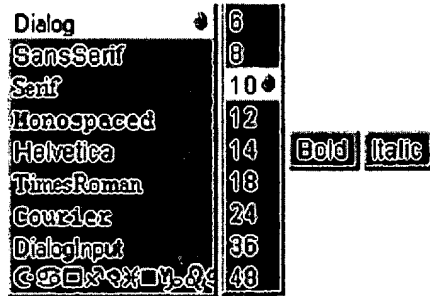 Dialog
SansSerif
Serif
Monospaced
Helvetica
TimesRoman
Courier
DialogInput
6
8
10
12
14
18
24
36
48
Bold
Italic